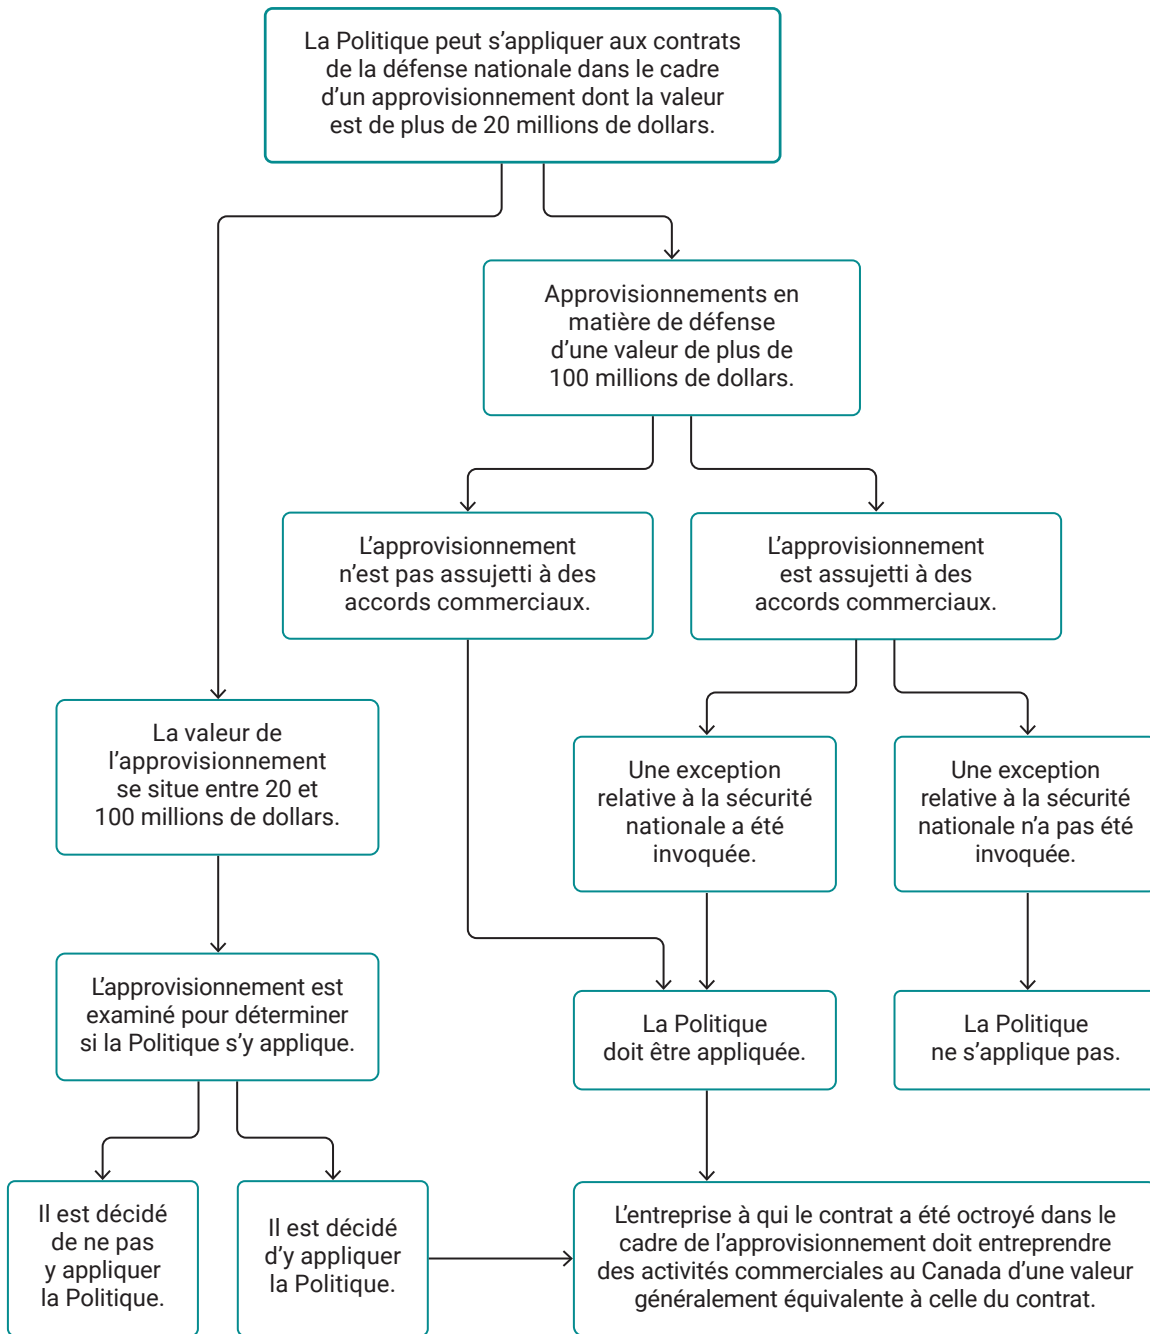 La Politique peut s’appliquer aux contrats
de la défense nationale dans le cadre
d’un approvisionnement dont la valeur
est de plus de 20 millions de dollars.
Approvisionnements en
matière de défense
d’une valeur de plus de
100 millions de dollars.
L’approvisionnement
n’est pas assujetti à des
accords commerciaux.
L’approvisionnement
est assujetti à des
accords commerciaux.
La valeur de
l’approvisionnement
se situe entre 20 et
100 millions de dollars.
Une exception
relative à la sécurité
nationale a été
invoquée.
Une exception
relative à la sécurité
nationale n’a pas été
invoquée.
L’approvisionnement est
examiné pour déterminer
si la Politique s’y applique.
La Politique
doit être appliquée.
La Politique
ne s’applique pas.
Il est décidé
de ne pas
y appliquer
la Politique.
Il est décidé
d’y appliquer
la Politique.
L’entreprise à qui le contrat a été octroyé dans le
cadre de l’approvisionnement doit entreprendre
des activités commerciales au Canada d’une valeur
généralement équivalente à celle du contrat.